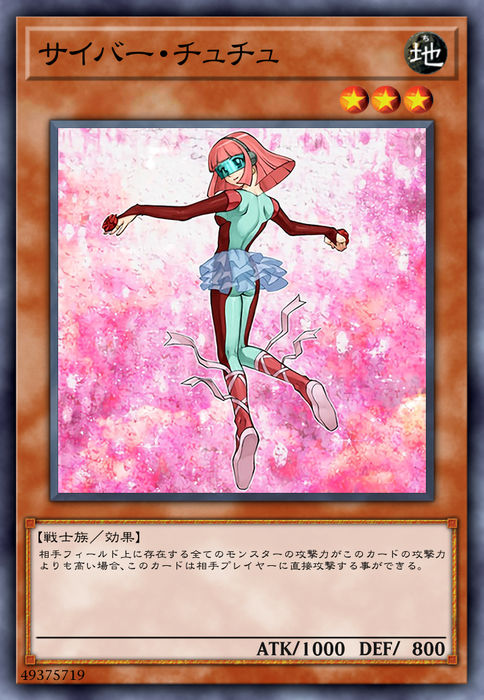 サイバー・チュチュ
ち
地
【戦士族／効果】
相手フィールド上に存在する全てのモンスターの攻撃力がこのカードの攻撃力
よりも高い場合、このカードは相手プレイヤーに直接攻撃する事ができる。
ATK/1000 DEF/ 800
49375719